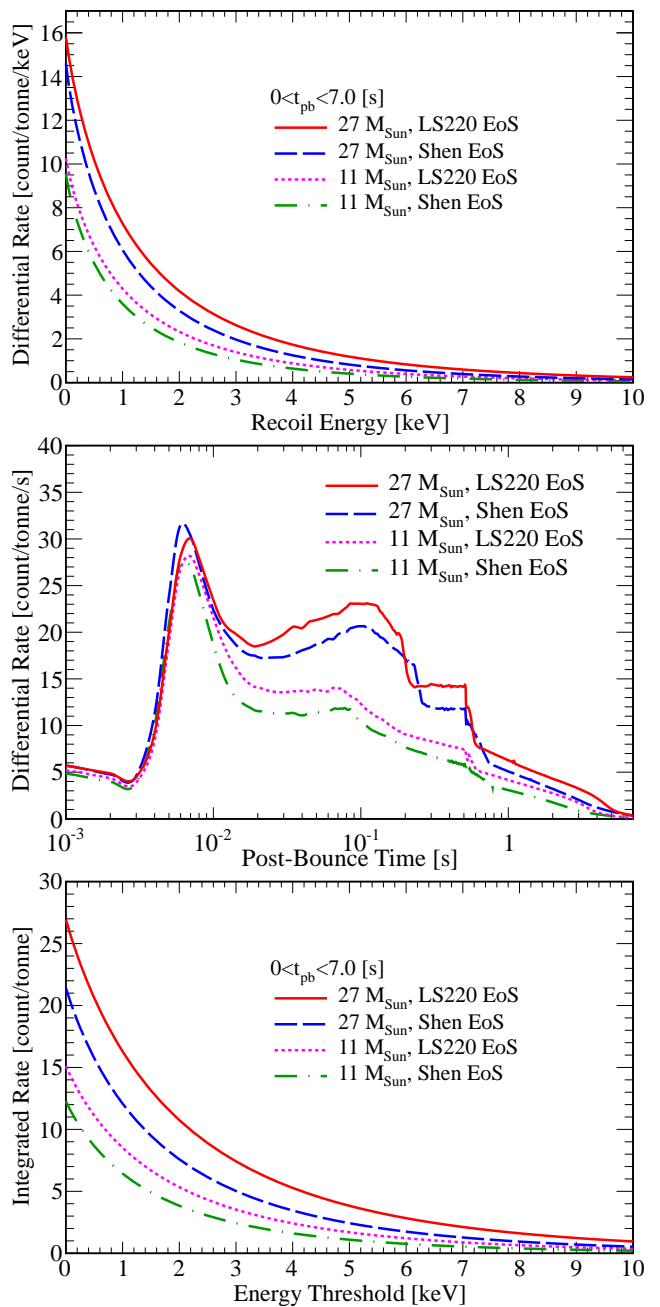 Differential Rate [count/tonne/keV]
16
14
12
10
8
6
4
2
0
0<t_pb<7.0 [s]
27 M_Sun, LS220 EoS
27 M_Sun, Shen EoS
11 M_Sun, LS220 EoS
11 M_Sun, Shen EoS
0 1 2 3 4 5 6 7 8 9 10
Recoil Energy [keV]
Differential Rate [count/tonne/s]
40
35
30
25
20
15
10
5
0
27 M_Sun, LS220 EoS
27 M_Sun, Shen EoS
11 M_Sun, LS220 EoS
11 M_Sun, Shen EoS
10^-3 10^-2 10^-1 1
Post-Bounce Time [s]
Integrated Rate [count/tonne]
30
25
20
15
10
5
0
0<t_pb<7.0 [s]
27 M_Sun, LS220 EoS
27 M_Sun, Shen EoS
11 M_Sun, LS220 EoS
11 M_Sun, Shen EoS
0 1 2 3 4 5 6 7 8 9 10
Energy Threshold [keV]